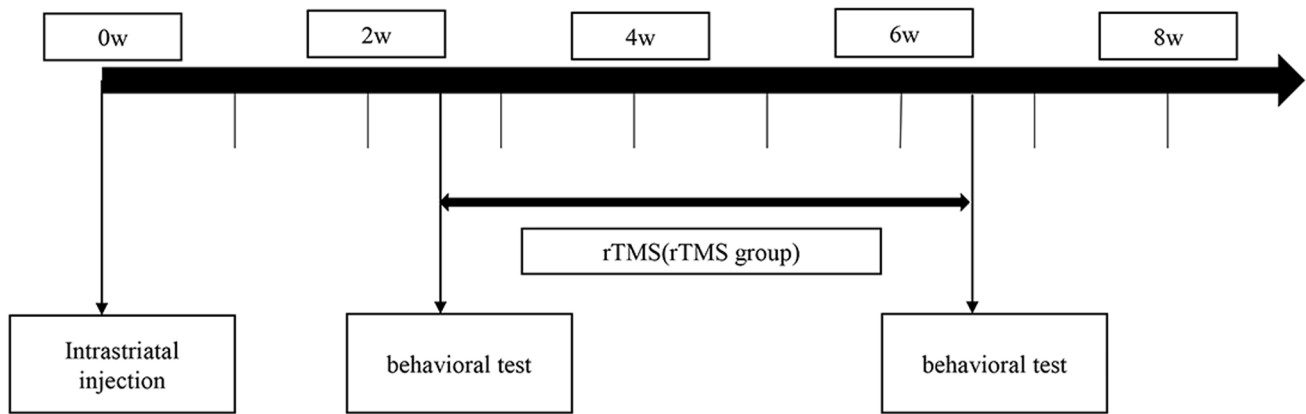 0w
2w
4w
6w
8w
rTMS(rTMS group)
Intrastriatal
injection
behavioral test
behavioral test